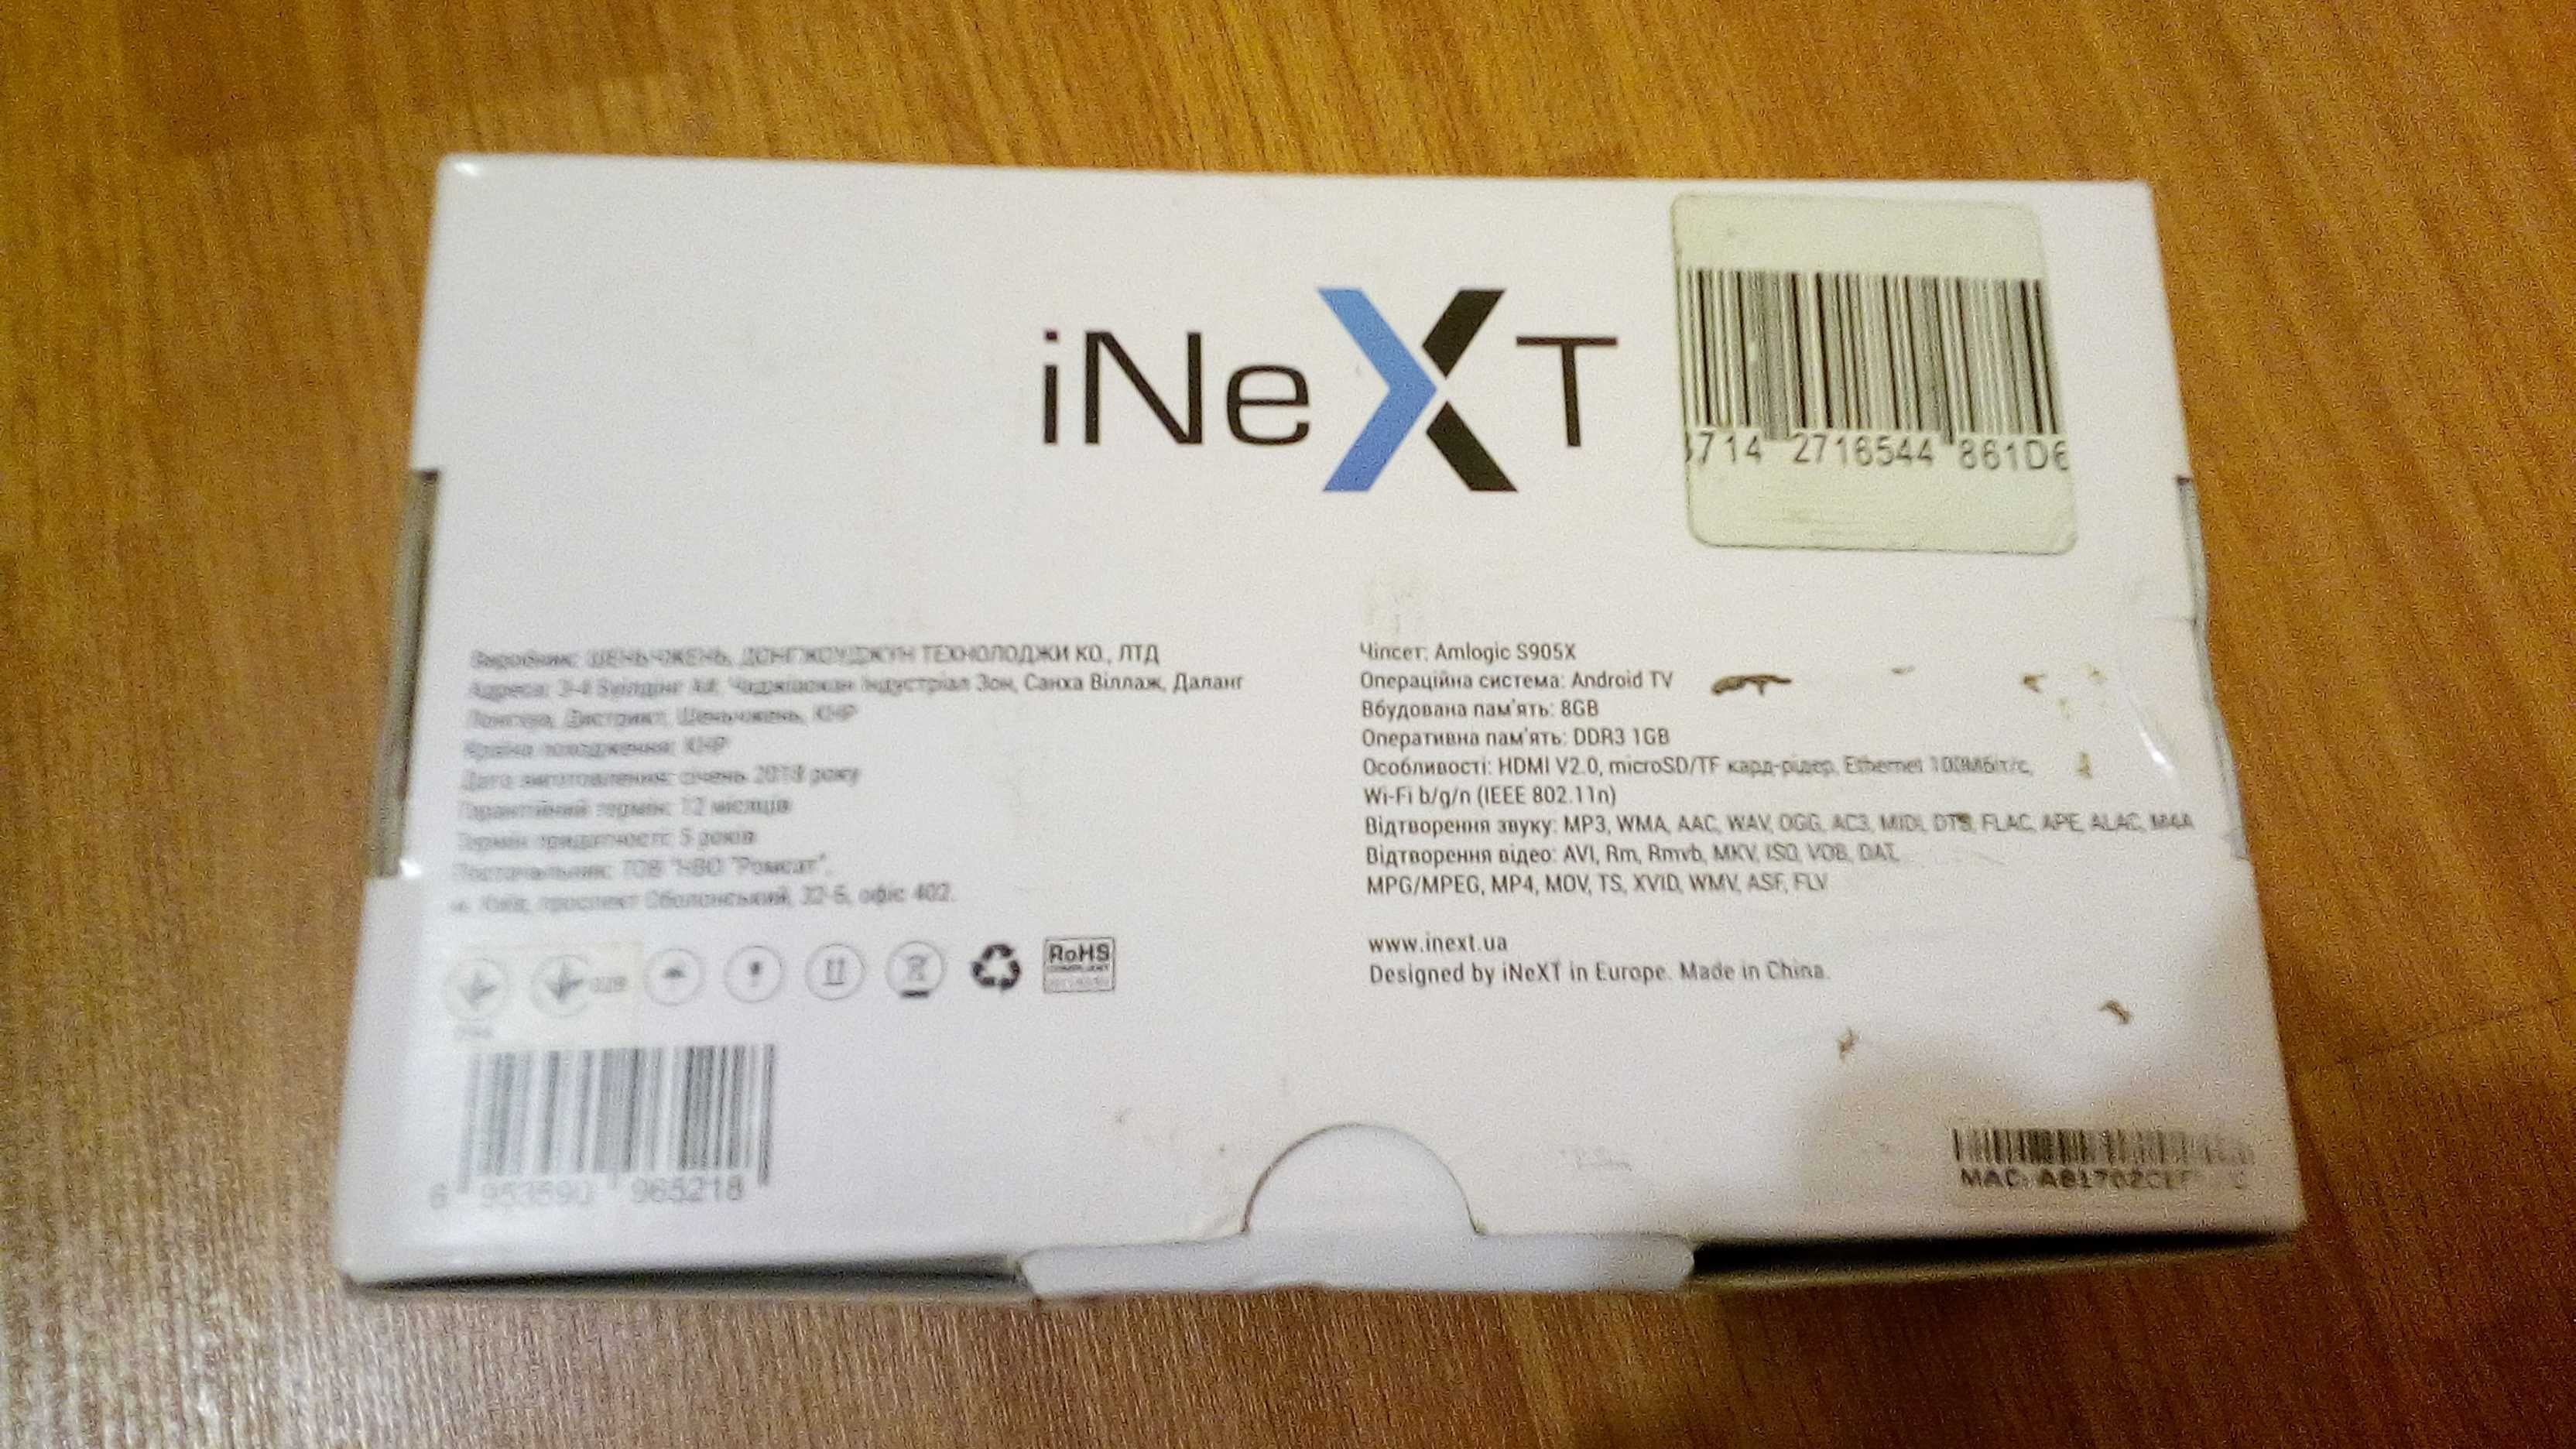 iNeXT
714 2716544 861D6
Виробник: ШЕНЬЧЖЕНЬ, ДОНГЖОУДЖУН ТЕХНОЛОДЖИ КО., ЛТД
Адреса: 3-4 Індустріал Зон, Санха Віллаж, Даланг
Дистрикт, Шеньчжень, КНР
Країна походження: КНР
Дата виготовлення: січень 2018 року
Гарантійний термін: 12 місяців
Термін придатності: 5 років
Постачальник: ТОВ "НВО "Ромсат",
м. Київ, проспект Оболонський, 32-Б, офіс 402.
028
RoHS
COMPLIANT
6 953590 965218
Чіпсет: Amlogic S905X
Операційна система: Android TV
Вбудована пам'ять: 8GB
Оперативна пам'ять: DDR3 1GB
Особливості: HDMI V2.0, microSD/TF кард-рідер, Ethernet 100Мбіт/с,
Wi-Fi b/g/n (IEEE 802.11n)
Відтворення звуку: MP3, WMA, AAC, WAV, OGG, AC3, MIDI, DTS, FLAC, APE, ALAC, M4A
Відтворення відео: AVI, Rm, Rmvb, MKV, ISO, VOB, DAT,
MPG/MPEG, MP4, MOV, TS, XVID, WMV, ASF, FLV
www.inext.ua
Designed by iNeXT in Europe. Made in China.
MAC: